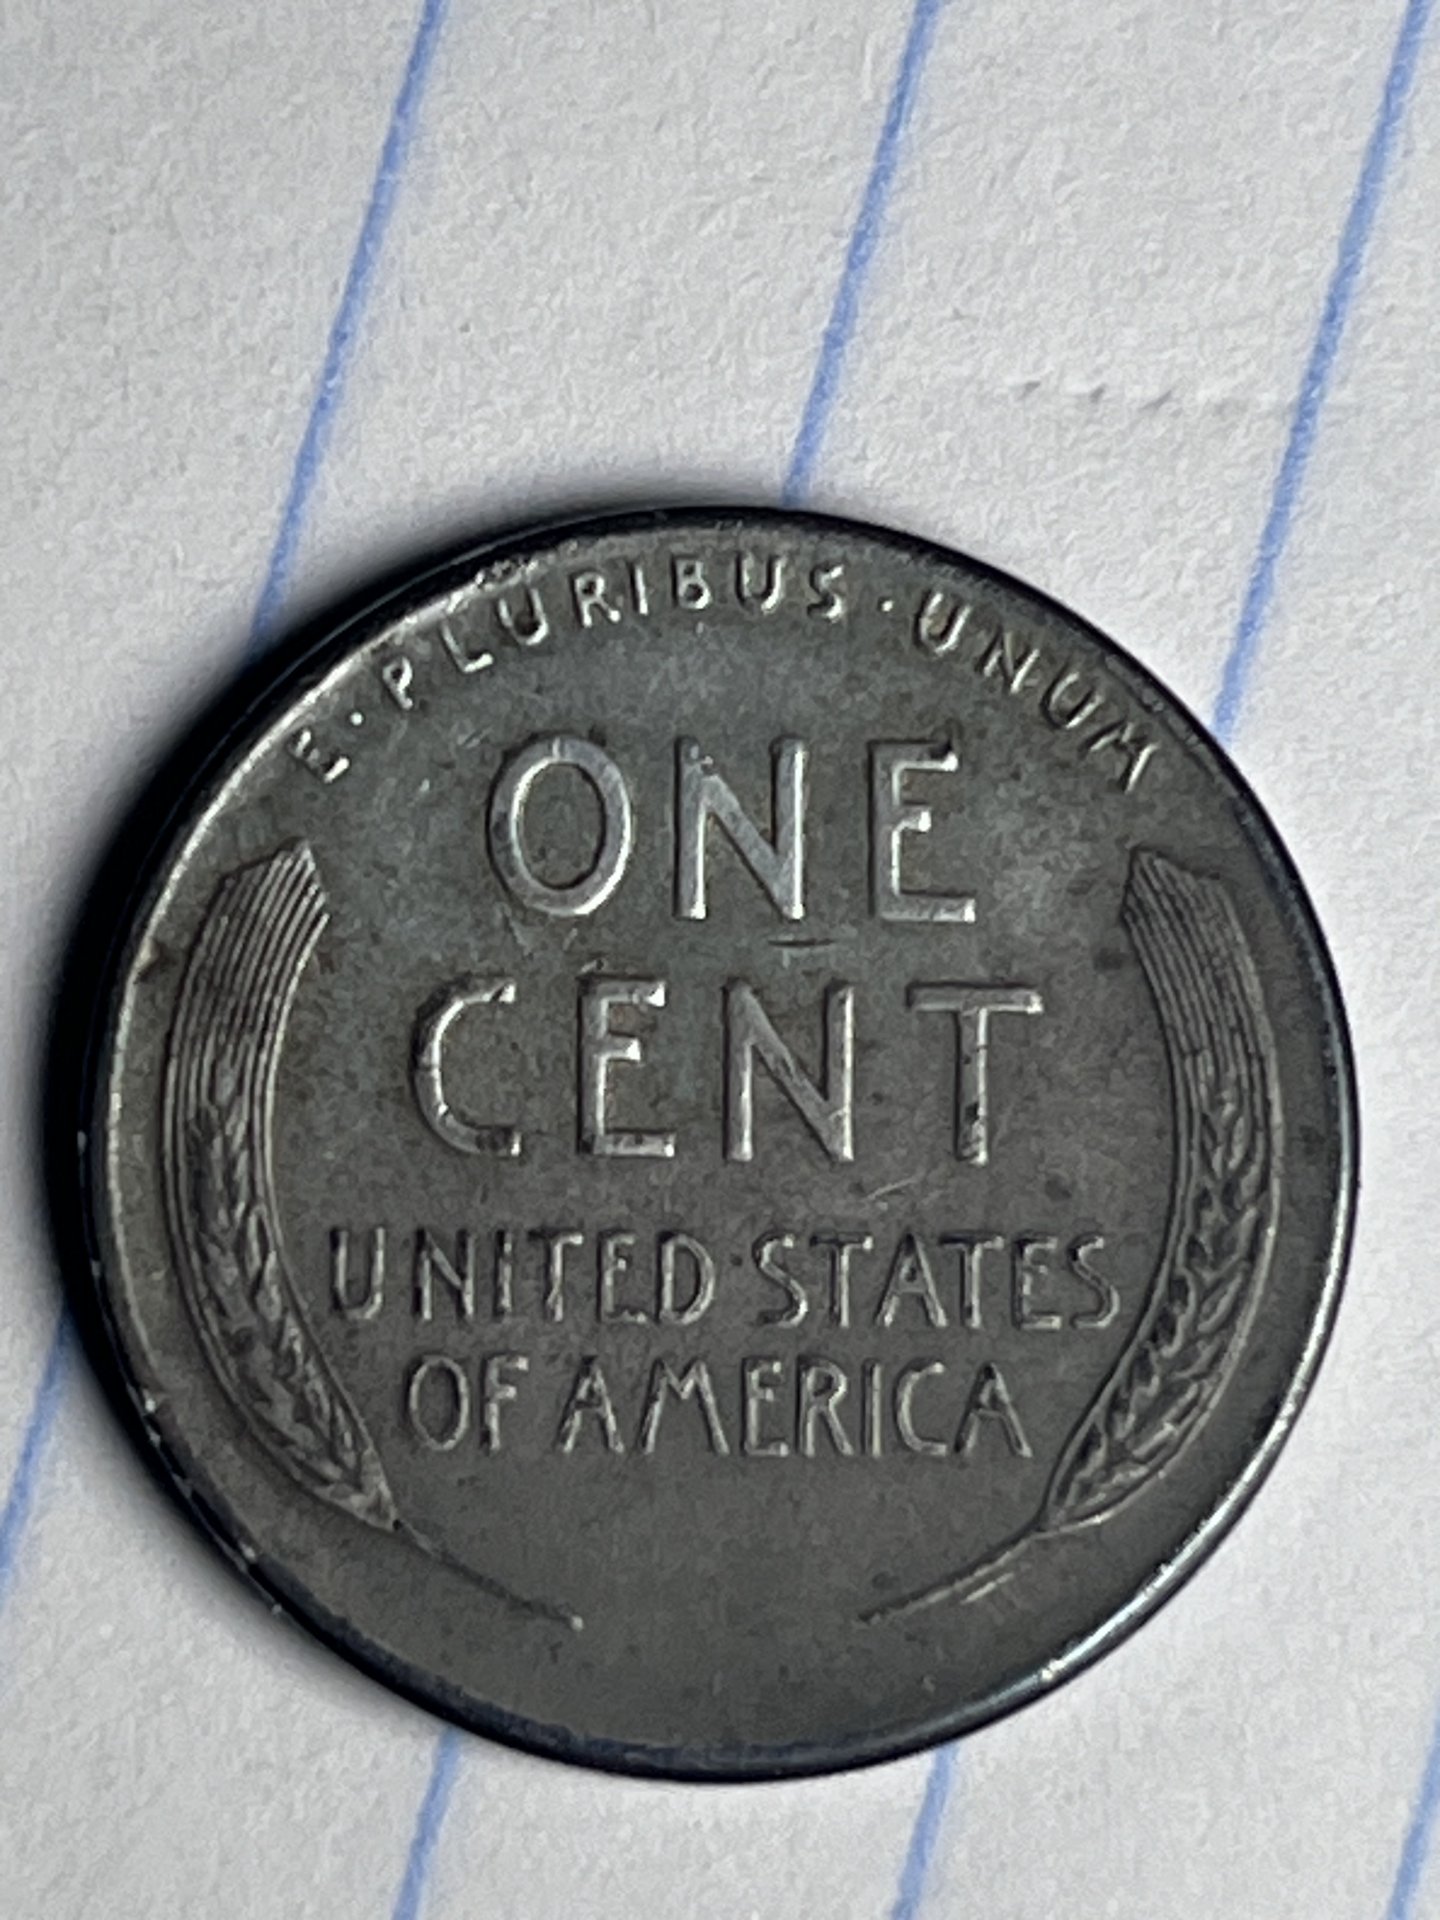 E·PLURIBUS·UNUM
ONE
CENT
UNITED·STATES
OF AMERICA